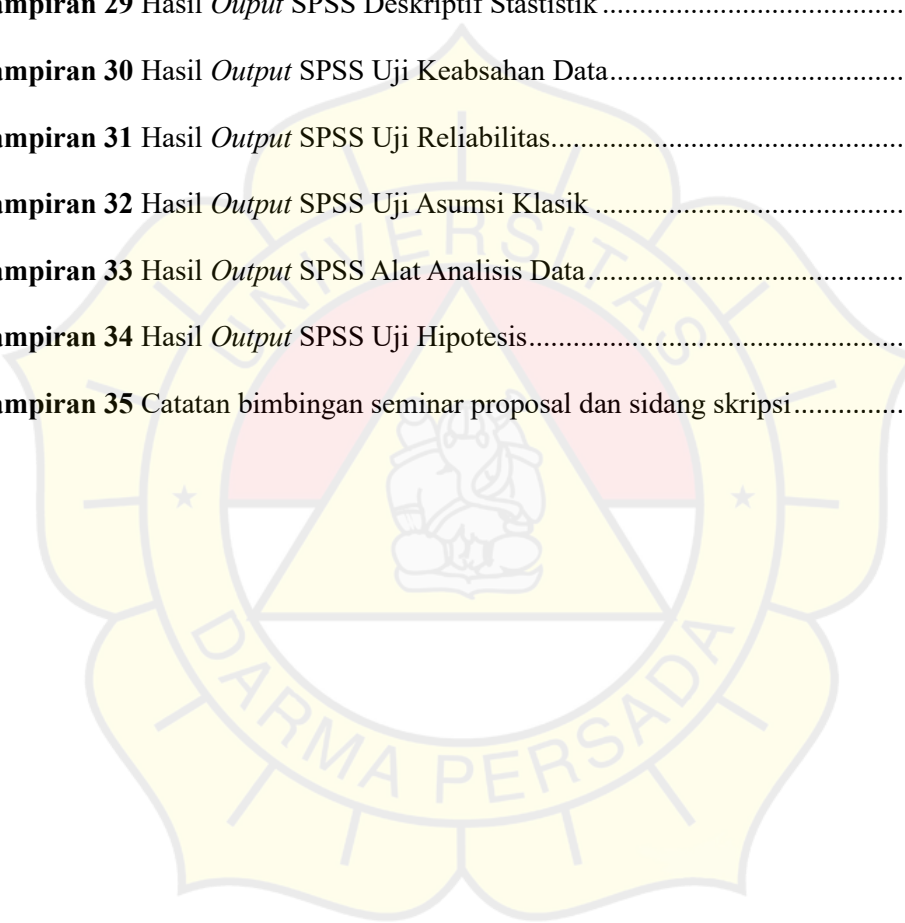 ampiran 29 Hasil Ouput SPSS Deskriptif Stastistik ........................................
ampiran 30 Hasil Output SPSS Uji Keabsahan Data.......................................
ampiran 31 Hasil Output SPSS Uji Reliabilitas...............................................
ampiran 32 Hasil Output SPSS Uji Asumsi Klasik .........................................
ampiran 33 Hasil Output SPSS Alat Analisis Data..........................................
ampiran 34 Hasil Output SPSS Uji Hipotesis..................................................
ampiran 35 Catatan bimbingan seminar proposal dan sidang skripsi...............
UNIVERSITAS
DARMA PERSADA